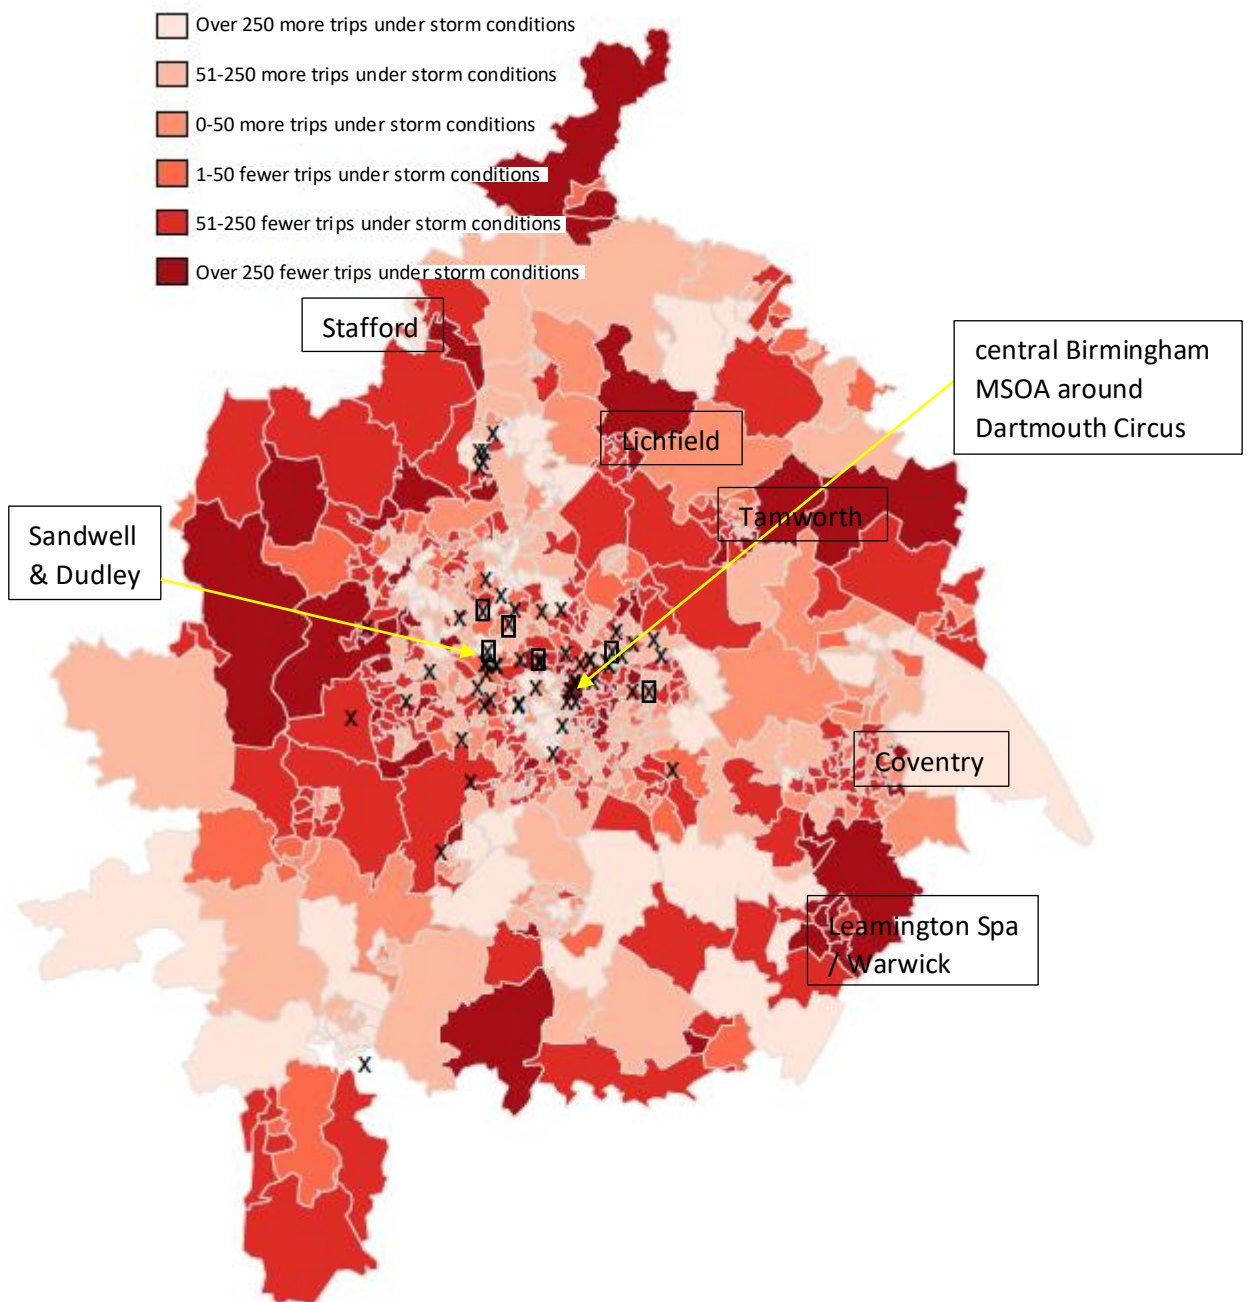 Over 250 more trips under storm conditions
51-250 more trips under storm conditions
0-50 more trips under storm conditions
1-50 fewer trips under storm conditions
51-250 fewer trips under storm conditions
Over 250 fewer trips under storm conditions
Stafford
central Birmingham
MSOA around
Dartmouth Circus
Lichfield
Tamworth
Sandwell
& Dudley
Coventry
Leamington Spa
/ Warwick